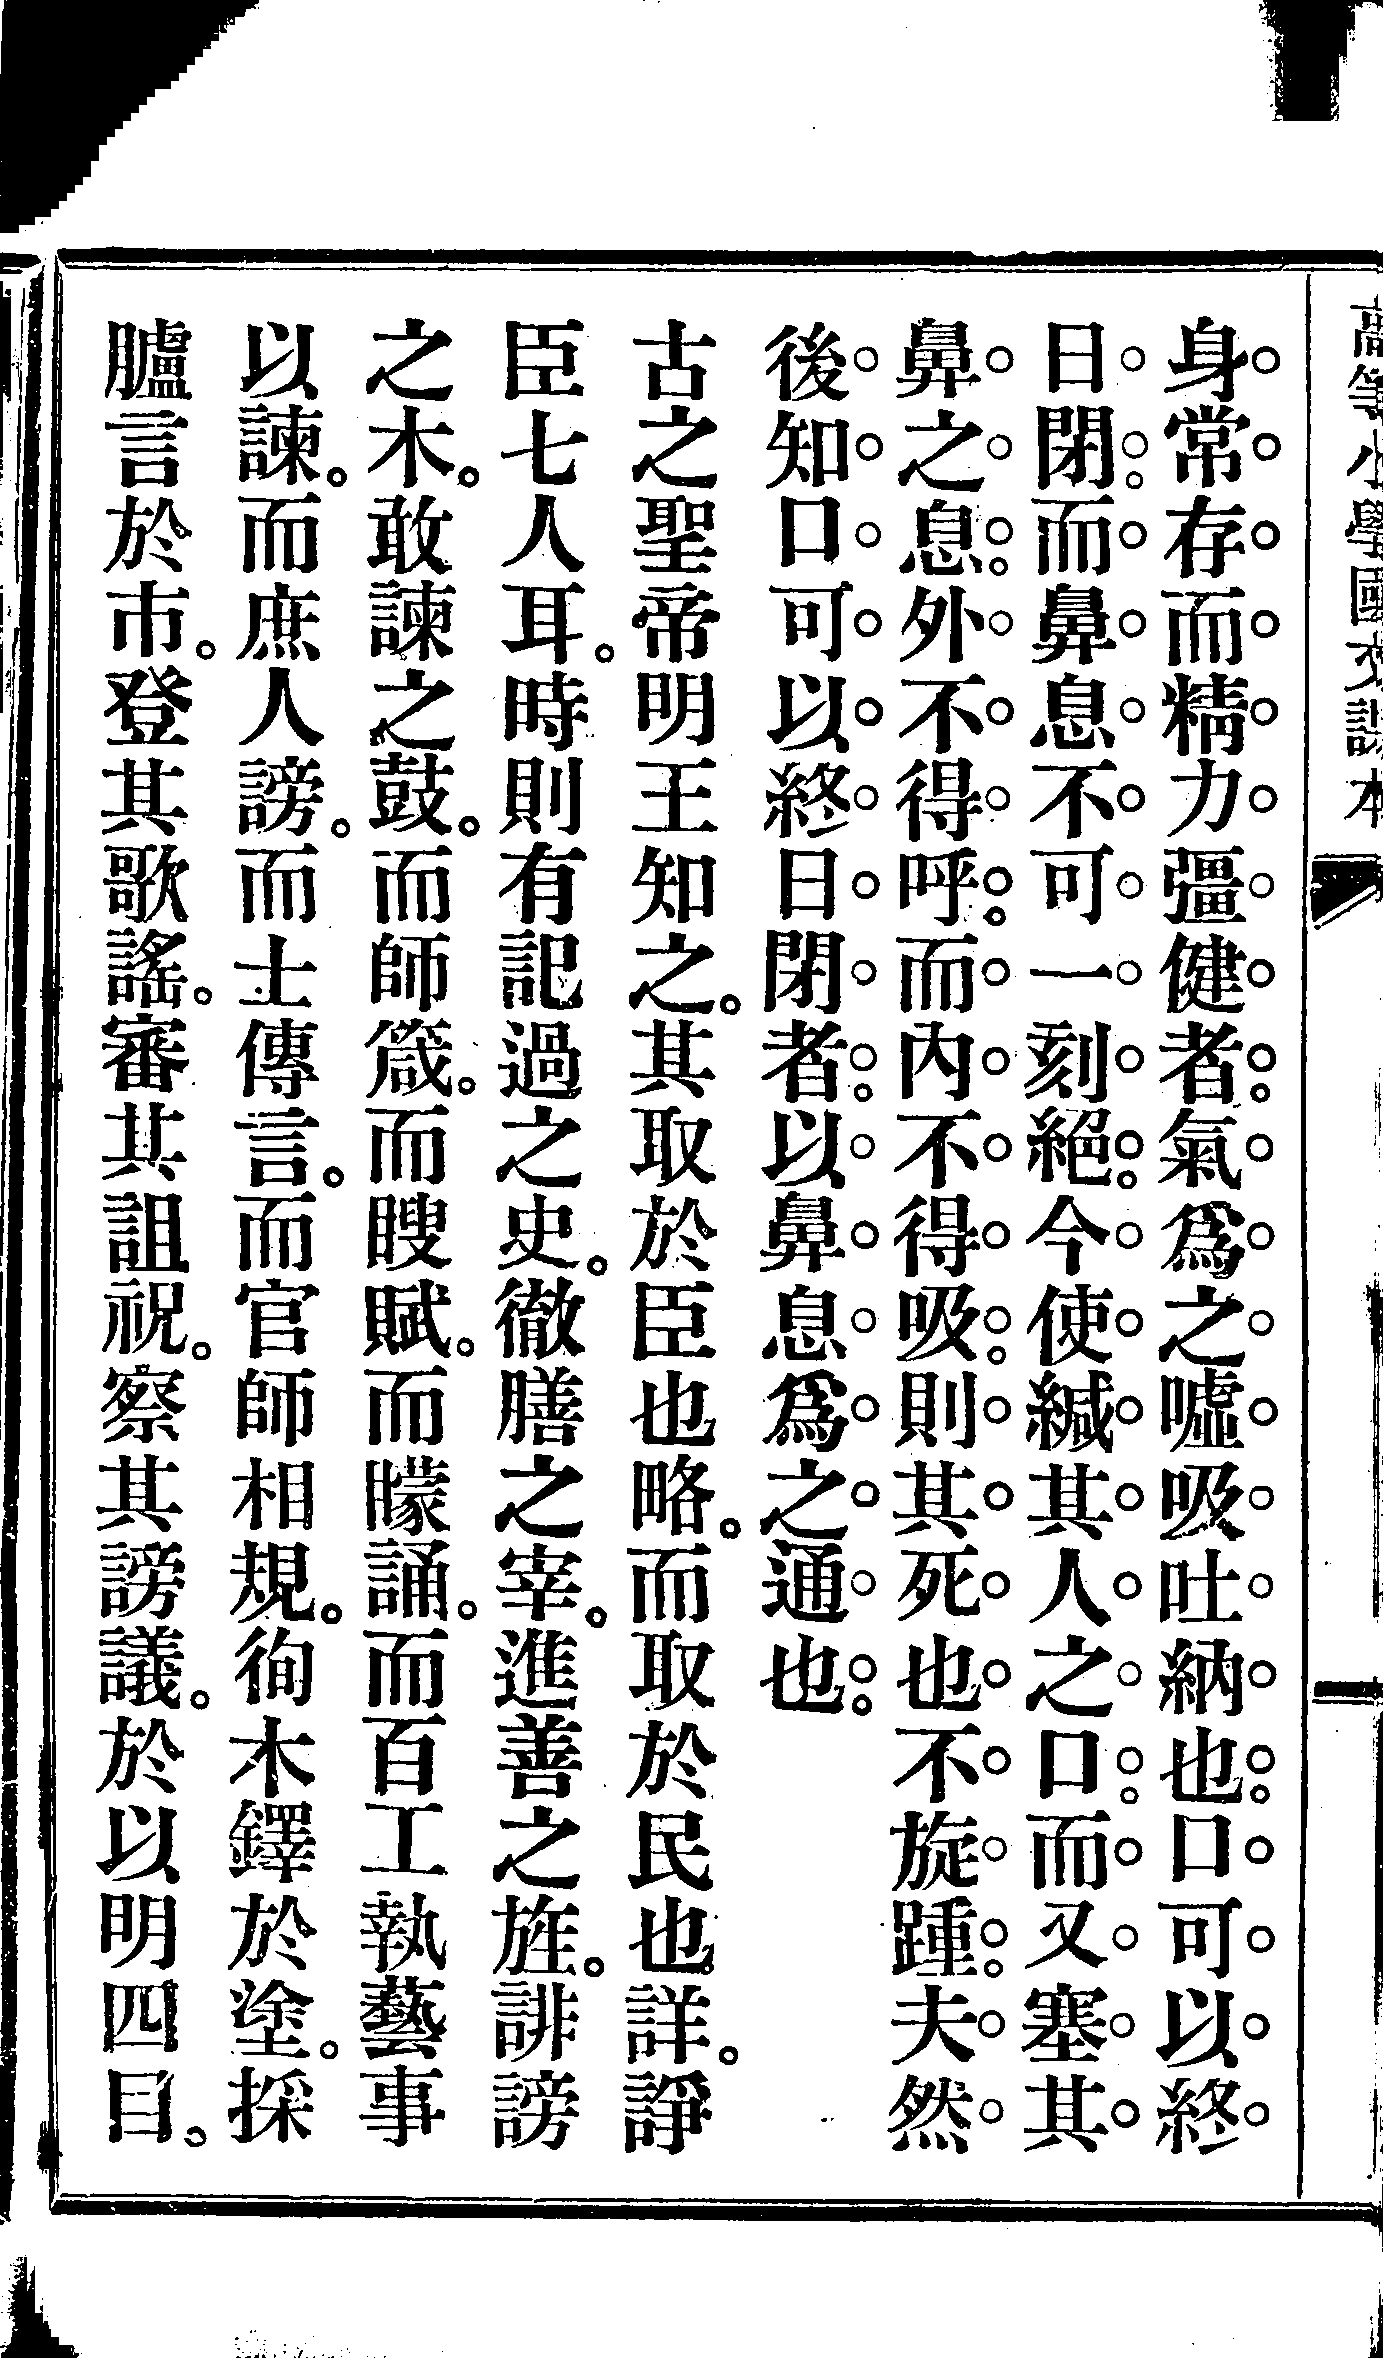 高等小學國文課本
身常存而精力彊健者。氣爲之噓吸吐納也。口可以終
日閉。而鼻息不可一刻絕。今使緘其人之口。而又塞其
鼻之息。外不得呼。而內不得吸。則其死也不旋踵。夫然
後知口可以終日閉者。以鼻息爲之通也。
古之聖帝明王知之。其取於臣也略。而取於民也詳。諍
臣七人耳。時則有記過之史。徹膳之宰。進善之旌。誹謗
之木。敢諫之鼓。而師箴。而瞍賦。而矇誦。而百工執藝事
以諫。而庶人謗。而士傳言。而官師相規。徇木鐸於塗。採
臚言於市。登其歌謠。審其詛祝。察其謗議。於以明四目。